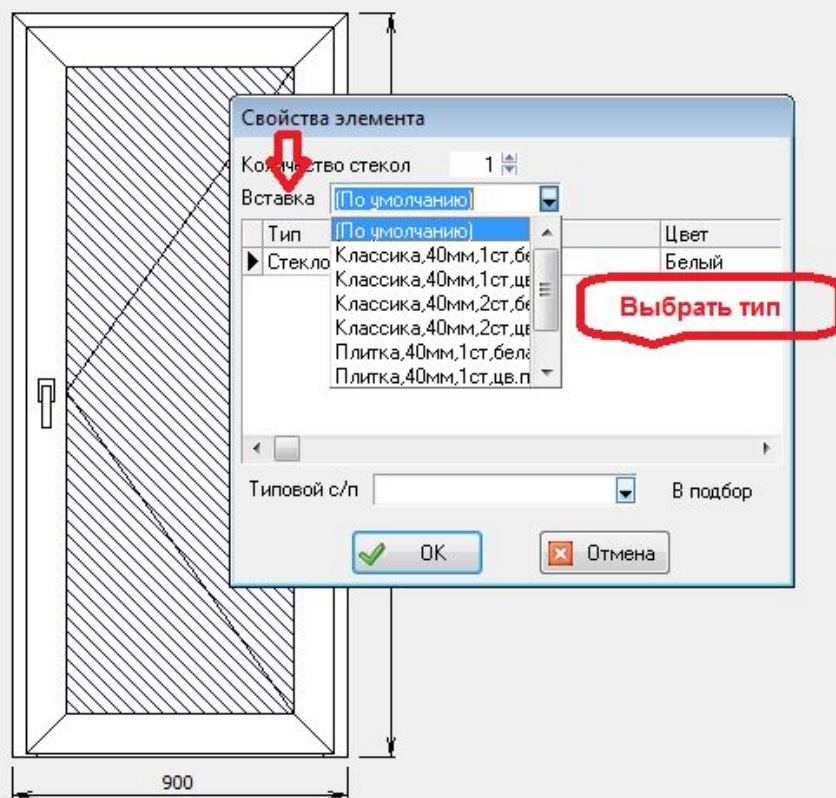 Свойства элемента
Количество стекол 1
Вставка (По умолчанию)
Тип Цвет
Стекло Белый
(По умолчанию)
Классика,40мм,1ст,бе
Классика,40мм,1ст,цв
Классика,40мм,2ст,бе
Классика,40мм,2ст,цв
Плитка,40мм,1ст,бела
Плитка,40мм,1ст,цв.п
Выбрать тип
Типовой с/п В подбор
OK Отмена
900